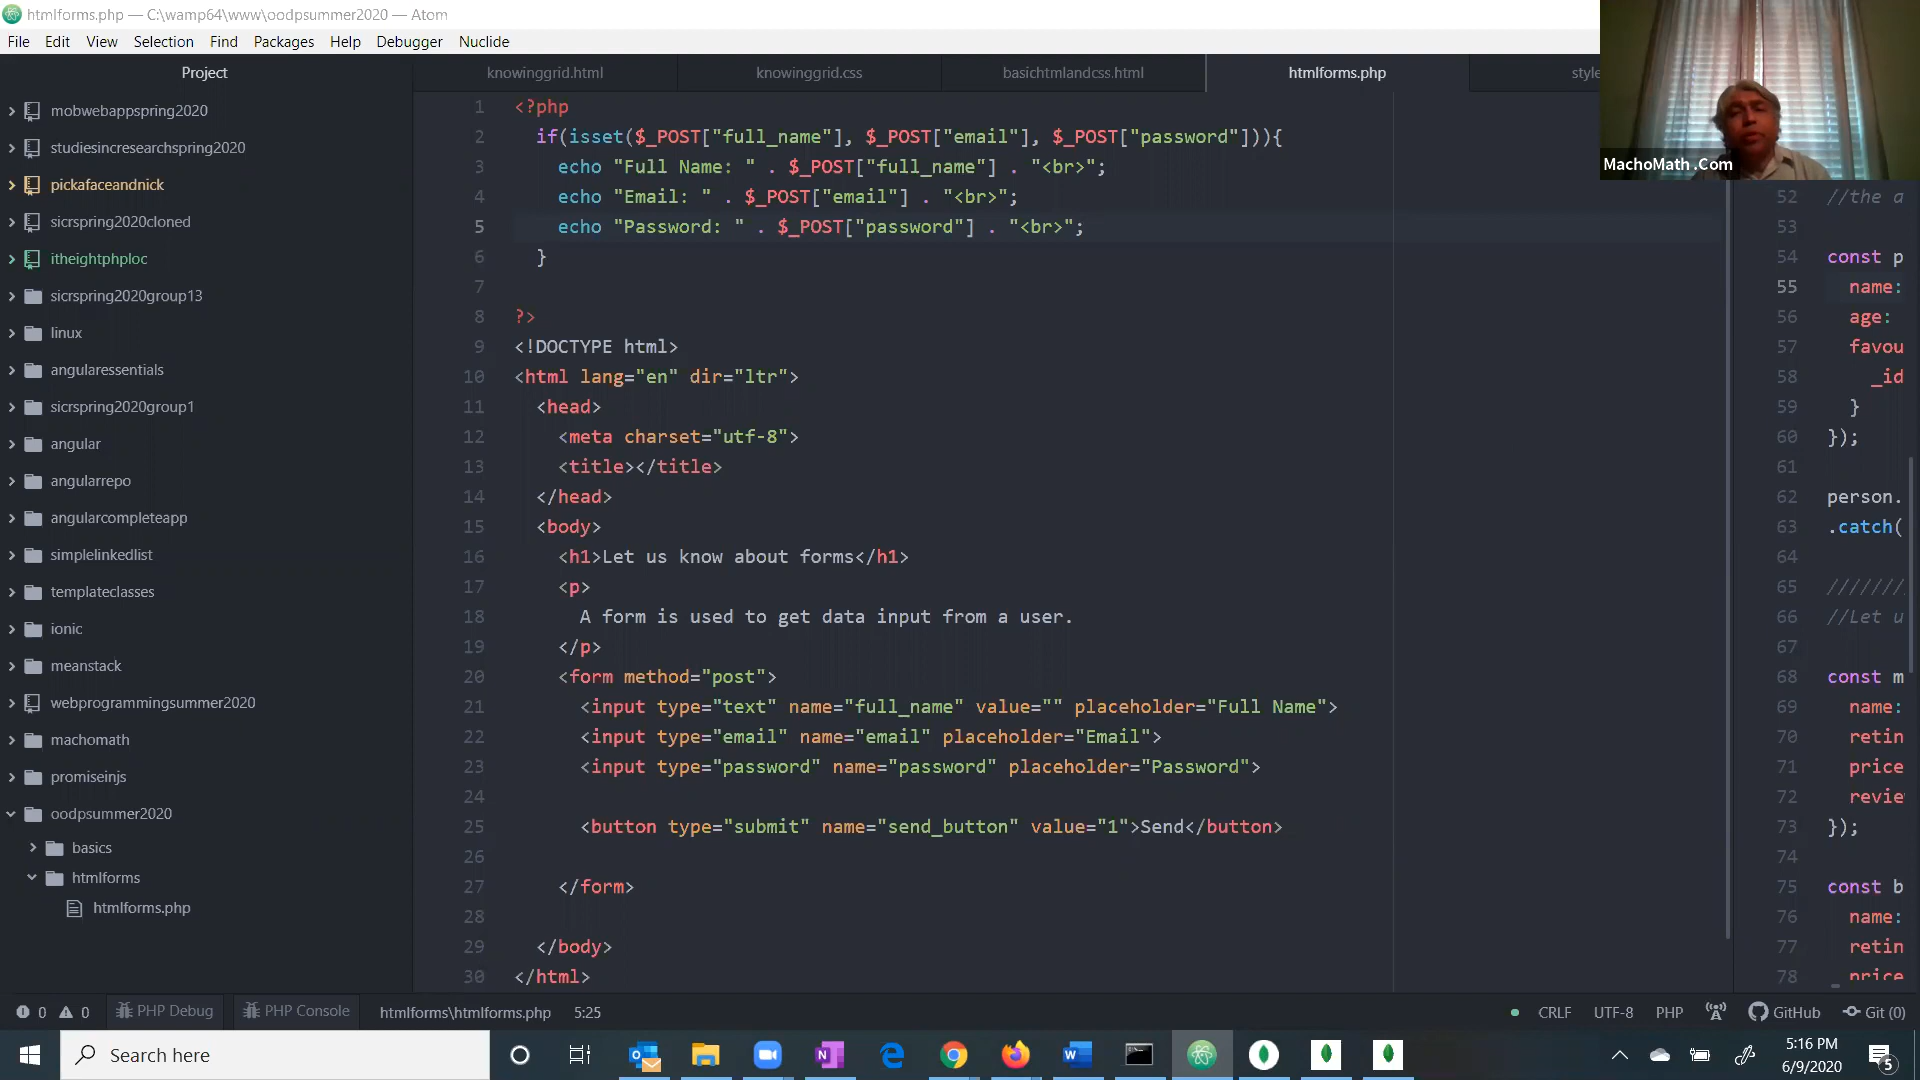 htmlforms.php — C:\wamp64\www\oodpsummer2020 — Atom
File Edit View Selection Find Packages Help Debugger Nuclide
Project
knowinggrid.html knowinggrid.css basichtmlandcss.html htmlforms.php style
MachoMath .Com
mobwebappspring2020
studiesincresearchspring2020
pickafaceandnick
sicrspring2020cloned
itheightphploc
sicrspring2020group13
linux
angularessentials
sicrspring2020group1
angular
angularrepo
angularcompleteapp
simplelinkedlist
templateclasses
ionic
meanstack
webprogrammingsummer2020
machomath
promiseinjs
oodpsummer2020
basics
htmlforms
htmlforms.php
1 <?php
2 if(isset($_POST["full_name"], $_POST["email"], $_POST["password"])){
3 echo "Full Name: " . $_POST["full_name"] . "<br>";
4 echo "Email: " . $_POST["email"] . "<br>";
5 echo "Password: " . $_POST["password"] . "<br>";
6 }
7
8 ?>
9 <!DOCTYPE html>
10 <html lang="en" dir="ltr">
11 <head>
12 <meta charset="utf-8">
13 <title></title>
14 </head>
15 <body>
16 <h1>Let us know about forms</h1>
17 <p>
18 A form is used to get data input from a user.
19 </p>
20 <form method="post">
21 <input type="text" name="full_name" value="" placeholder="Full Name">
22 <input type="email" name="email" placeholder="Email">
23 <input type="password" name="password" placeholder="Password">
24
25 <button type="submit" name="send_button" value="1">Send</button>
26
27 </form>
28
29 </body>
30 </html>
52 //the a
53
54 const p
55 name:
56 age:
57 favou
58 _id
59 }
60 });
61
62 person.
63 .catch(
64
65 ///////
66 //Let u
67
68 const m
69 name:
70 retin
71 price
72 revie
73 });
74
75 const b
76 name:
77 retin
78 price
0 0 PHP Debug PHP Console htmlforms\htmlforms.php 5:25 CRLF UTF-8 PHP GitHub Git (0)
Search here
5:16 PM
6/9/2020
5